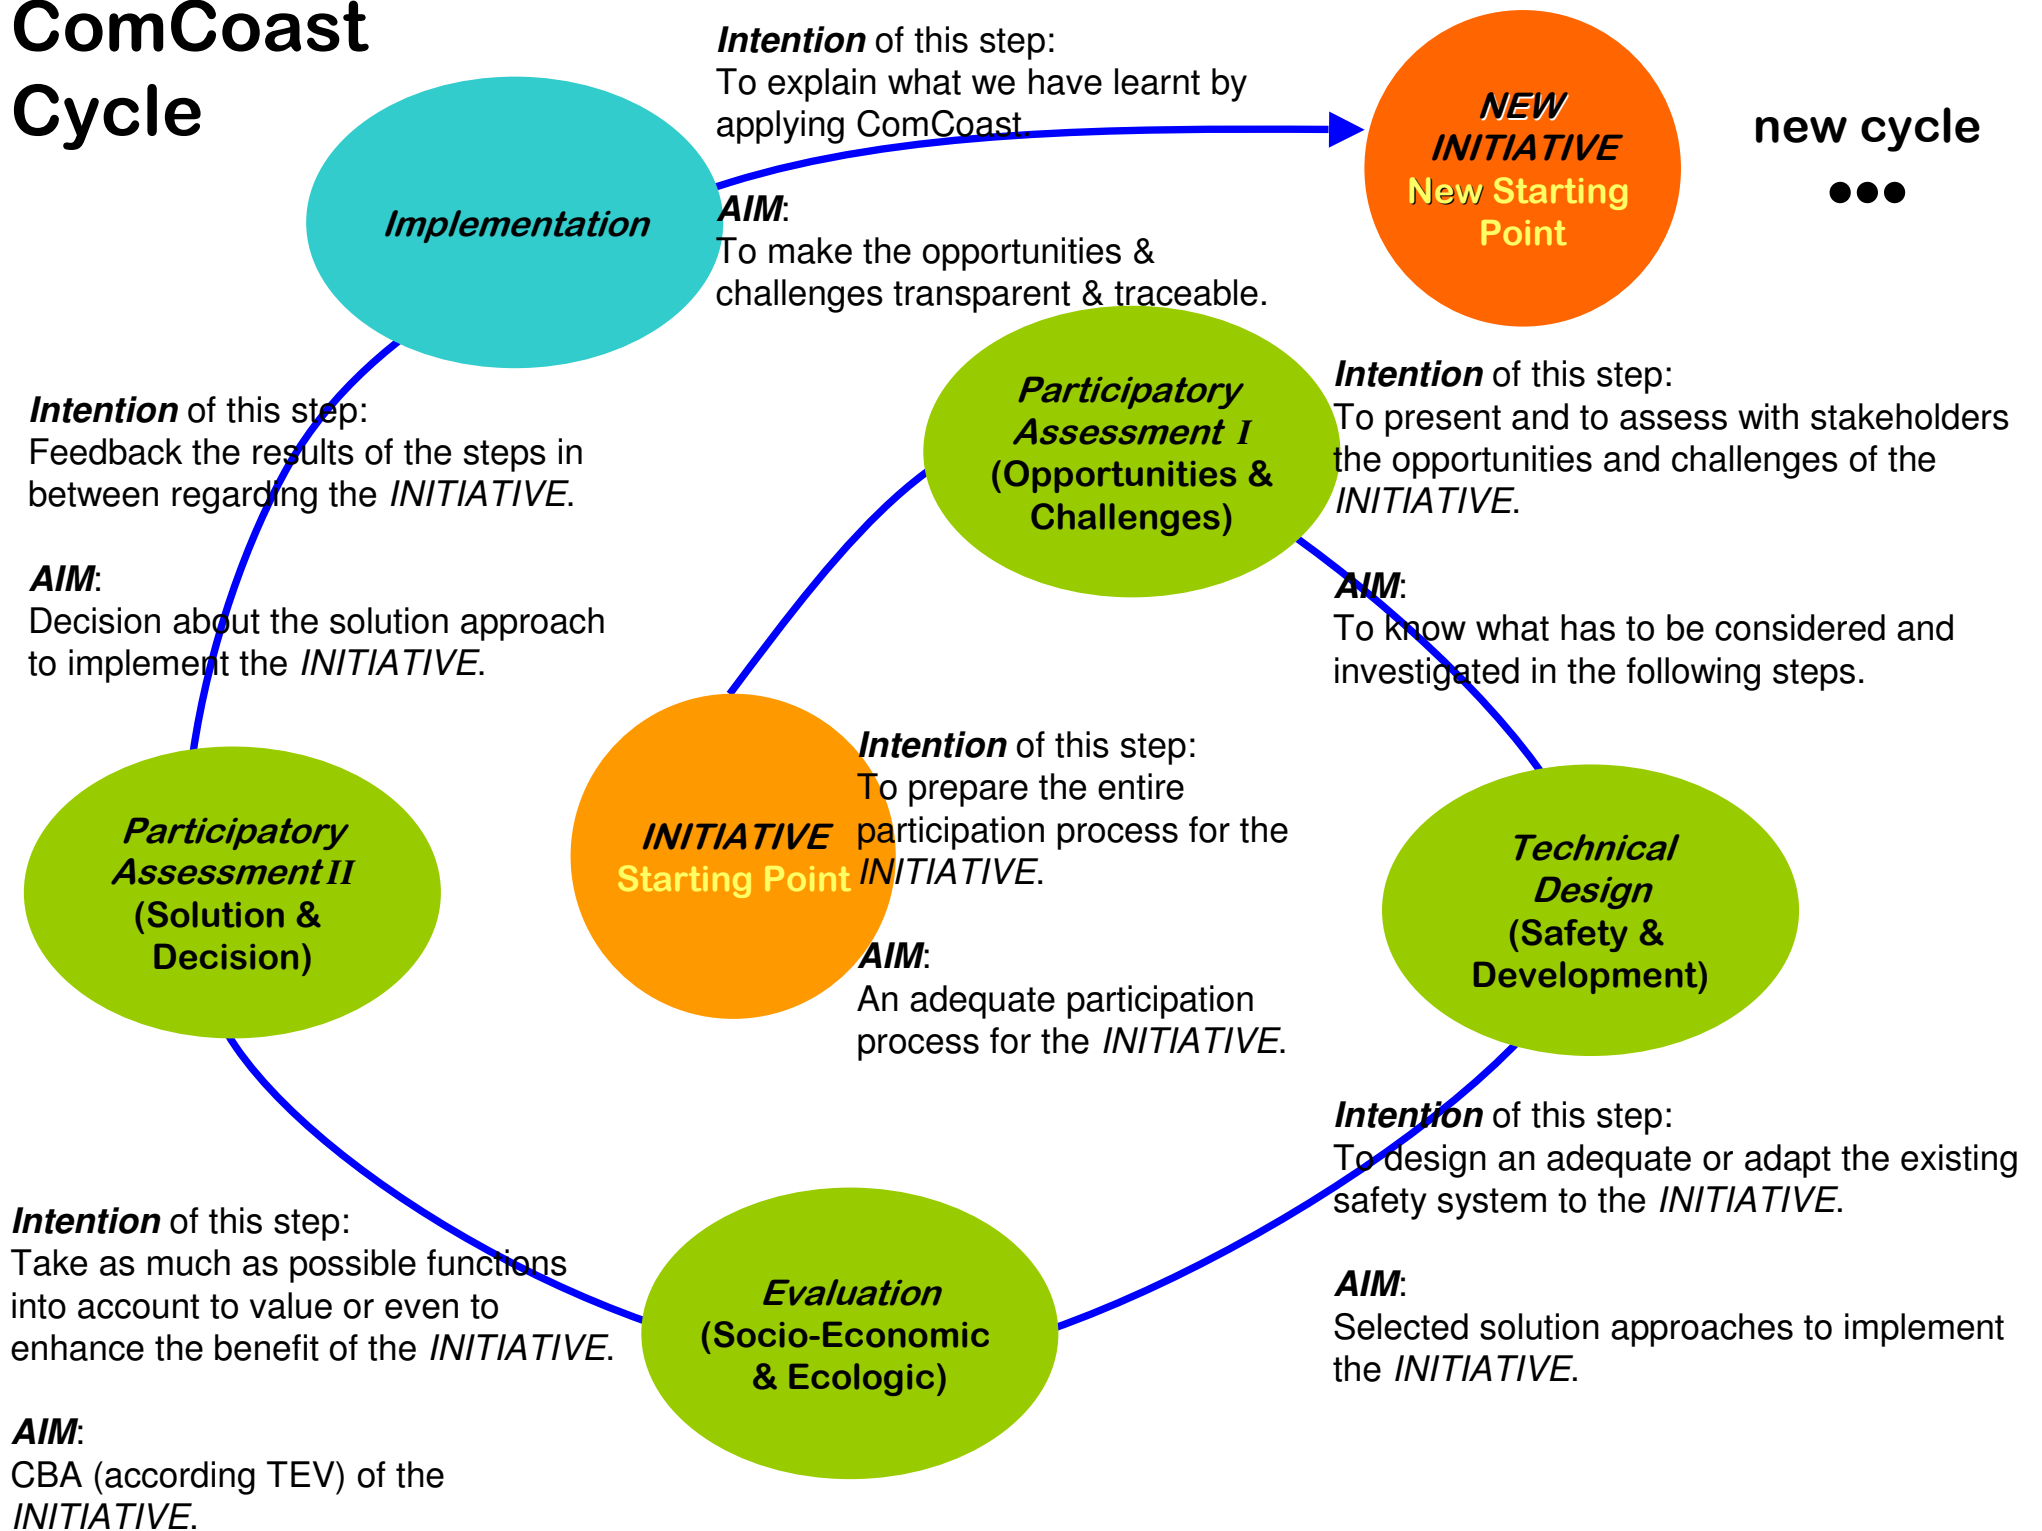 ComCoast
Cycle
Intention of this step:
To explain what we have learnt by
applying ComCoast.
AIM:
To make the opportunities &
challenges transparent & traceable.
NEW
INITIATIVE
New Starting
Point
new cycle
•••
Implementation
Intention of this step:
Feedback the results of the steps in
between regarding the INITIATIVE.
AIM:
Decision about the solution approach
to implement the INITIATIVE.
Participatory
Assessment I
(Opportunities &
Challenges)
Intention of this step:
To present and to assess with stakeholders
the opportunities and challenges of the
INITIATIVE.
AIM:
To know what has to be considered and
investigated in the following steps.
Participatory
Assessment II
(Solution &
Decision)
INITIATIVE
Starting Point
Intention of this step:
To prepare the entire
participation process for the
INITIATIVE.
AIM:
An adequate participation
process for the INITIATIVE.
Technical
Design
(Safety &
Development)
Intention of this step:
To design an adequate or adapt the existing
safety system to the INITIATIVE.
AIM:
Selected solution approaches to implement
the INITIATIVE.
Intention of this step:
Take as much as possible functions
into account to value or even to
enhance the benefit of the INITIATIVE.
AIM:
CBA (according TEV) of the
INITIATIVE.
Evaluation
(Socio-Economic
& Ecologic)